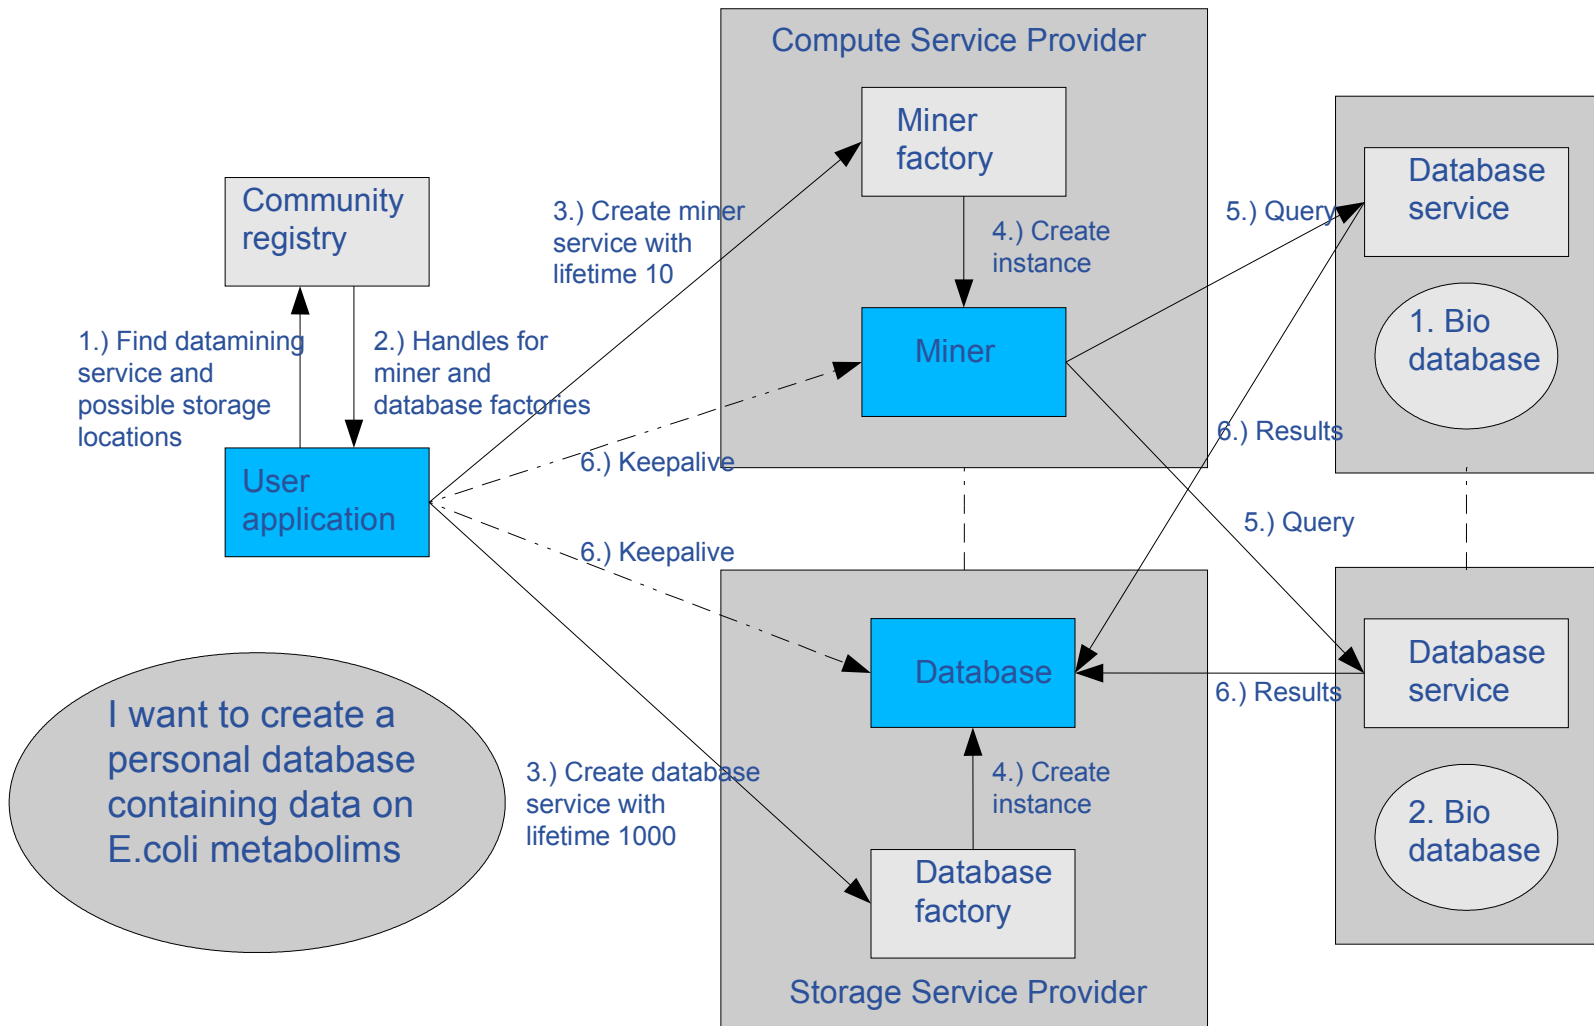 Compute Service Provider
Miner
factory
Community
registry
3.) Create miner
service with
lifetime 10
4.) Create
instance
5.) Query
Database
service
1.) Find datamining
service and
possible storage
locations
2.) Handles for
miner and
database factories
Miner
1. Bio
database
User
application
6.) Keepalive
6.) Results
5.) Query
6.) Keepalive
Database
Database
service
6.) Results
I want to create a
personal database
containing data on
E.coli metabolims
3.) Create database
service with
lifetime 1000
4.) Create
instance
2. Bio
database
Database
factory
Storage Service Provider